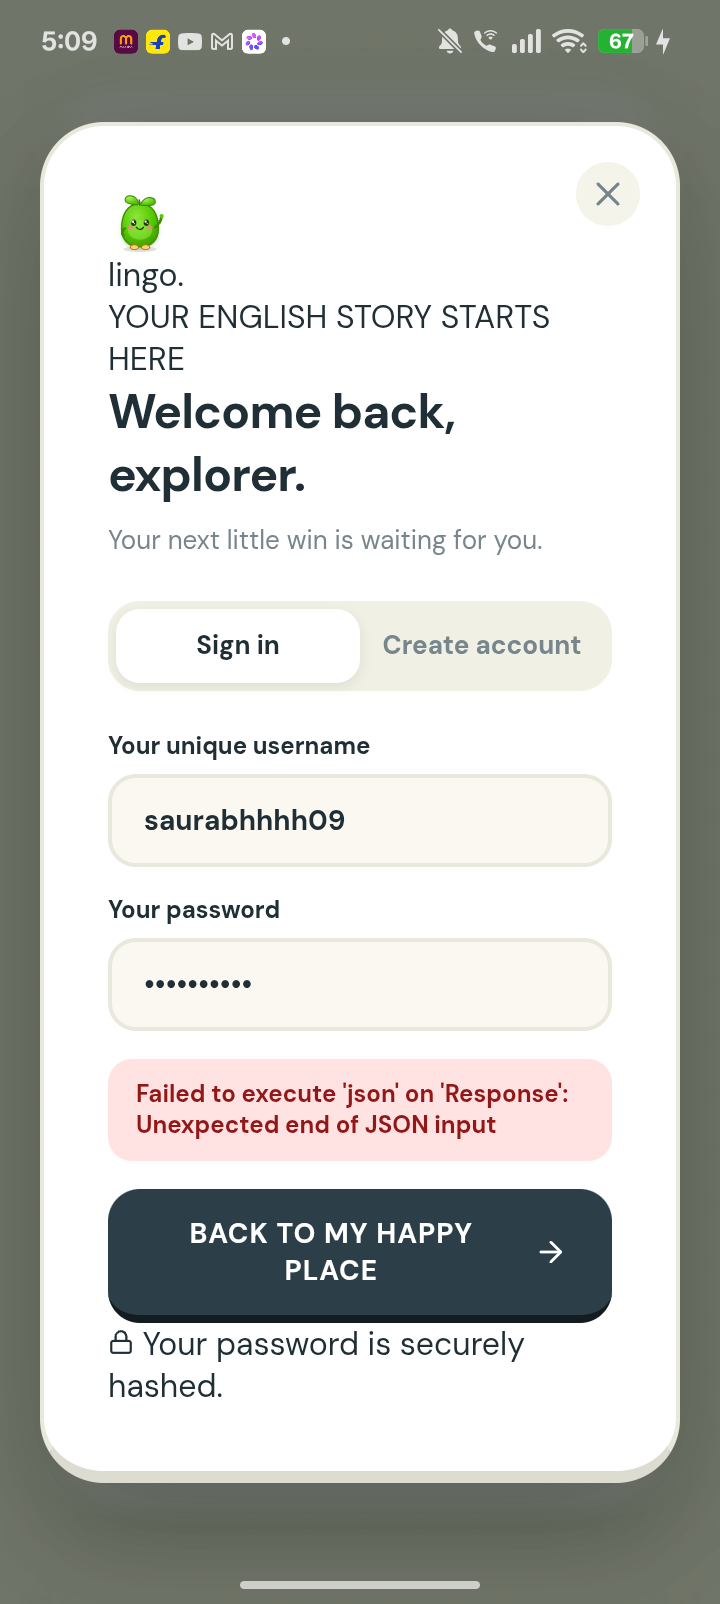 5:09
67
lingo.
YOUR ENGLISH STORY STARTS
HERE
Welcome back,
explorer.
Your next little win is waiting for you.
Sign in
Create account
Your unique username
saurabhhhh09
Your password
••••••••••
Failed to execute 'json' on 'Response':
Unexpected end of JSON input
BACK TO MY HAPPY
PLACE
Your password is securely
hashed.